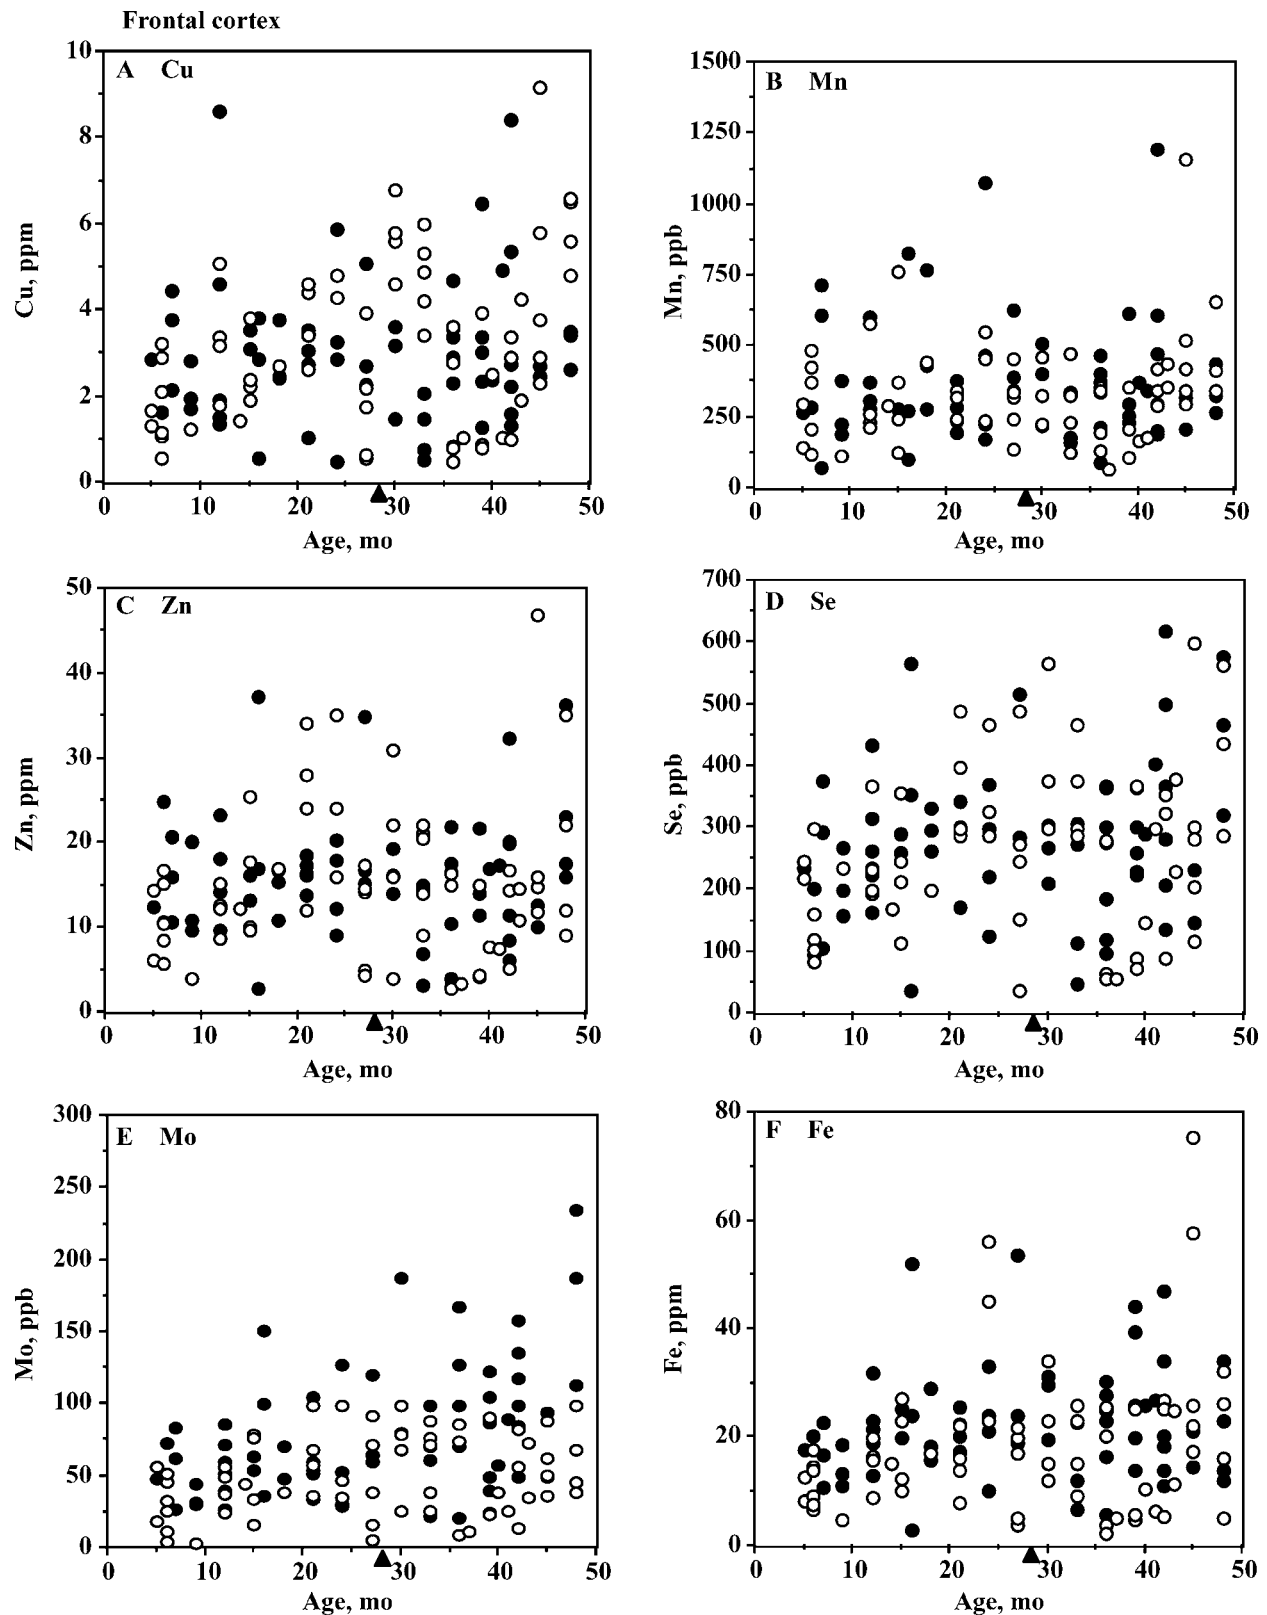 Frontal cortex
A Cu
10
8
6
4
2
0
Cu, ppm
0 10 20 30 40 50
Age, mo
B Mn
1500
1250
1000
750
500
250
0
Mn, ppb
0 10 20 30 40 50
Age, mo
C Zn
50
40
30
20
10
0
Zn, ppm
0 10 20 30 40 50
Age, mo
D Se
700
600
500
400
300
200
100
0
Se, ppb
0 10 20 30 40 50
Age, mo
E Mo
300
250
200
150
100
50
0
Mo, ppb
0 10 20 30 40 50
Age, mo
F Fe
80
60
40
20
0
Fe, ppm
0 10 20 30 40 50
Age, mo